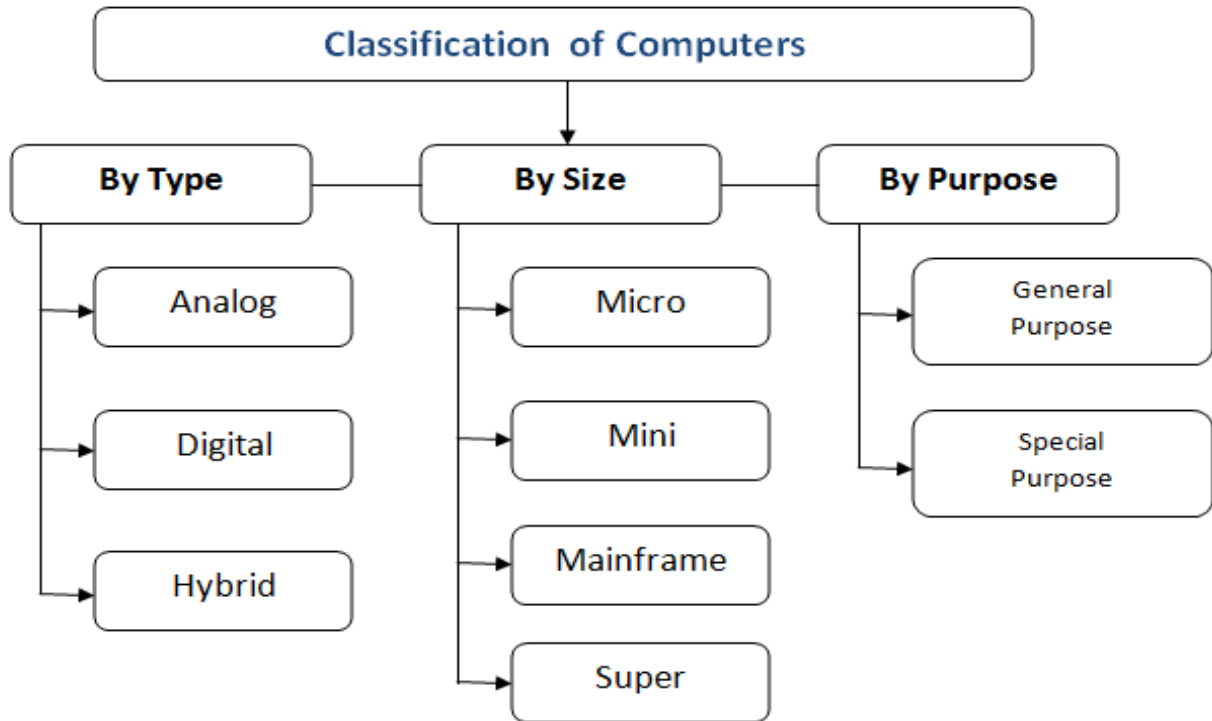 Classification of Computers
By Type
By Size
By Purpose
Analog
Digital
Hybrid
Micro
Mini
Mainframe
Super
General
Purpose
Special
Purpose